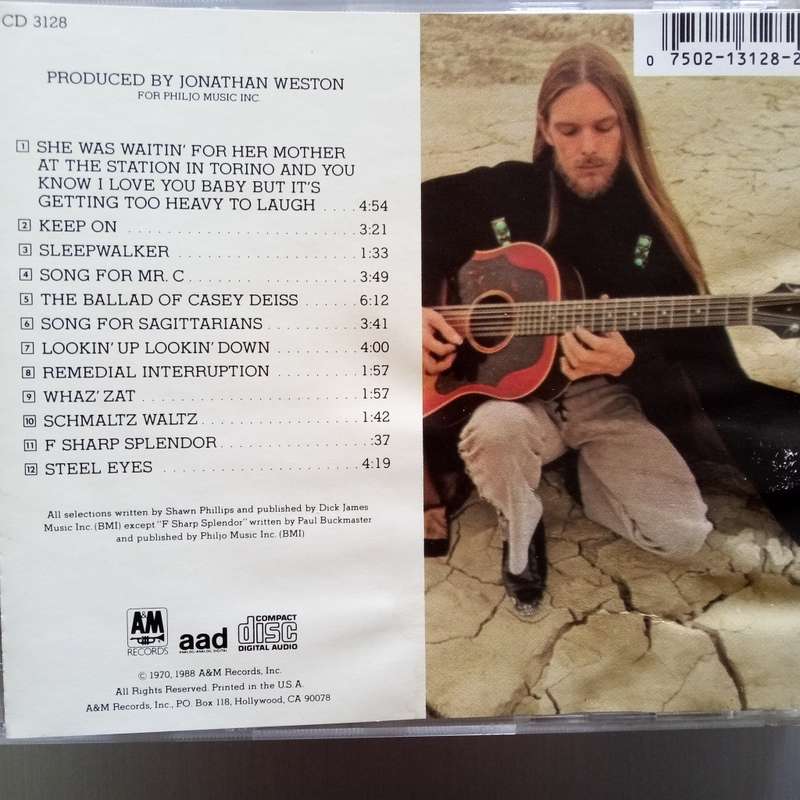 CD 3128
PRODUCED BY JONATHAN WESTON
FOR PHILJO MUSIC INC.
1 SHE WAS WAITIN' FOR HER MOTHER
AT THE STATION IN TORINO AND YOU
KNOW I LOVE YOU BABY BUT IT'S
GETTING TOO HEAVY TO LAUGH .... 4:54
2 KEEP ON .......................... 3:21
3 SLEEPWALKER .................. 1:33
4 SONG FOR MR. C ................ 3:49
5 THE BALLAD OF CASEY DEISS ...... 6:12
6 SONG FOR SAGITTARIANS .......... 3:41
7 LOOKIN' UP LOOKIN' DOWN ......... 4:00
8 REMEDIAL INTERRUPTION ......... 1:57
9 WHAZ' ZAT ..................... 1:57
10 SCHMALTZ WALTZ ................ 1:42
11 F SHARP SPLENDOR ............... :37
12 STEEL EYES ..................... 4:19
All selections written by Shawn Phillips and published by Dick James
Music Inc. (BMI) except "F Sharp Splendor" written by Paul Buckmaster
and published by Philjo Music Inc. (BMI)
A&M
RECORDS
aad
ANALOG-ANALOG-DIGITAL
COMPACT
disc
DIGITAL AUDIO
© 1970, 1988 A&M Records, Inc.
All Rights Reserved. Printed in the U.S.A.
A&M Records, Inc., P.O. Box 118, Hollywood, CA 90078
0 7502-13128-2